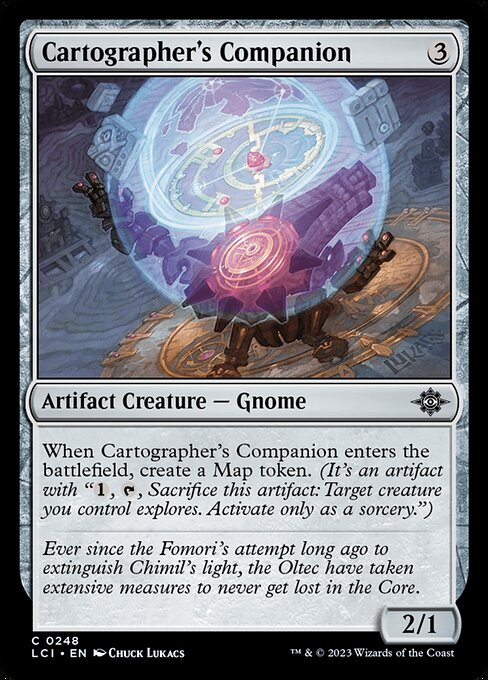 Cartographer's Companion 3
Artifact Creature — Gnome
When Cartographer's Companion enters the
battlefield, create a Map token. (It's an artifact
with “1, , Sacrifice this artifact: Target creature
you control explores. Activate only as a sorcery.”)
Ever since the Fomori's attempt long ago to
extinguish Chimil's light, the Oltec have taken
extensive measures to never get lost in the Core.
2/1
C 0248
LCI • EN Chuck Lukacs
™ & © 2023 Wizards of the Coast